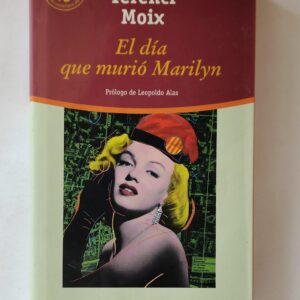 Terenci
Moix
El día
que murió Marilyn
Prólogo de Leopoldo Alas